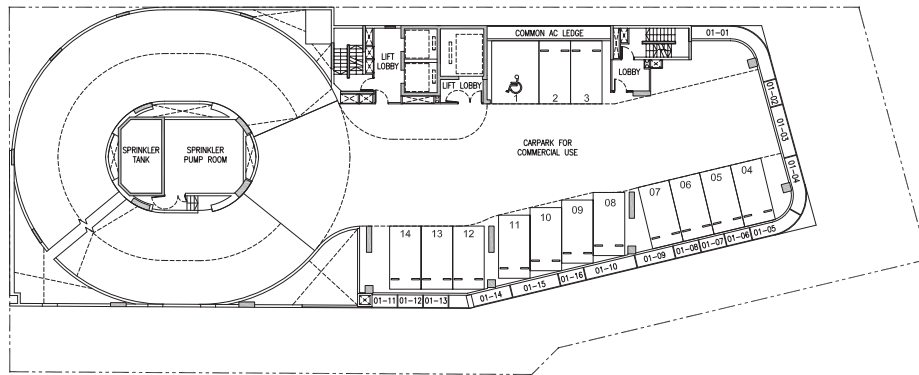 COMMON AC LEDGE
01-01
LIFT
LOBBY
LIFT LOBBY
1
2
3
LOBBY
01-02
01-03
01-04
CARPARK FOR
COMMERCIAL USE
SPRINKLER
TANK
SPRINKLER
PUMP ROOM
14
13
12
11
10
09
08
07
06
05
04
01-11
01-12
01-13
01-14
01-15
01-16
01-10
01-09
01-08
01-07
01-06
01-05